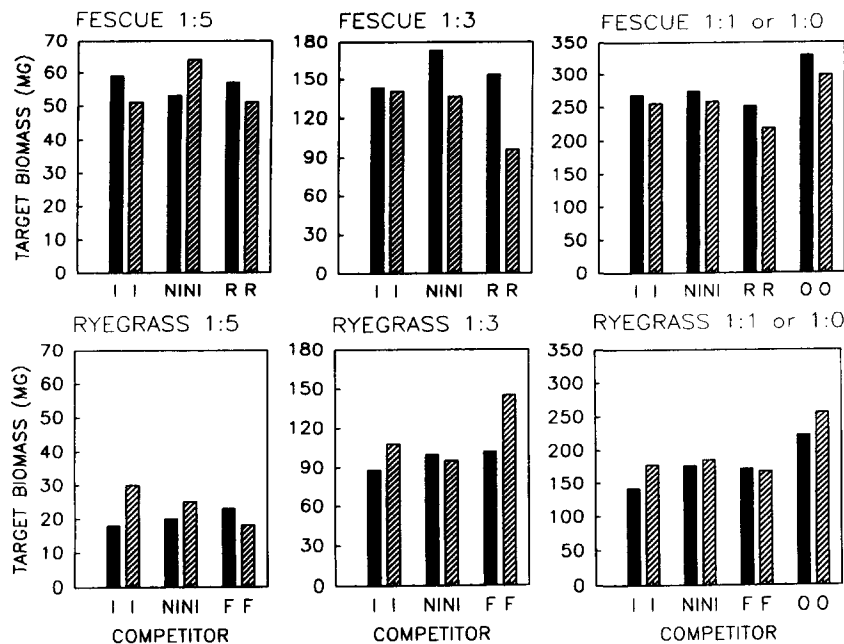 FESCUE 1:5
FESCUE 1:3
FESCUE 1:1 or 1:0
TARGET BIOMASS (MG)
70
60
50
40
30
20
10
0
180
150
120
90
60
30
0
350
300
250
200
150
100
50
0
I I NINI R R
I I NINI R R
I I NINI R R O O
RYEGRASS 1:5
RYEGRASS 1:3
RYEGRASS 1:1 or 1:0
TARGET BIOMASS (MG)
70
60
50
40
30
20
10
0
180
150
120
90
60
30
0
350
300
250
200
150
100
50
0
I I NINI F F
I I NINI F F
I I NINI F F O O
COMPETITOR
COMPETITOR
COMPETITOR